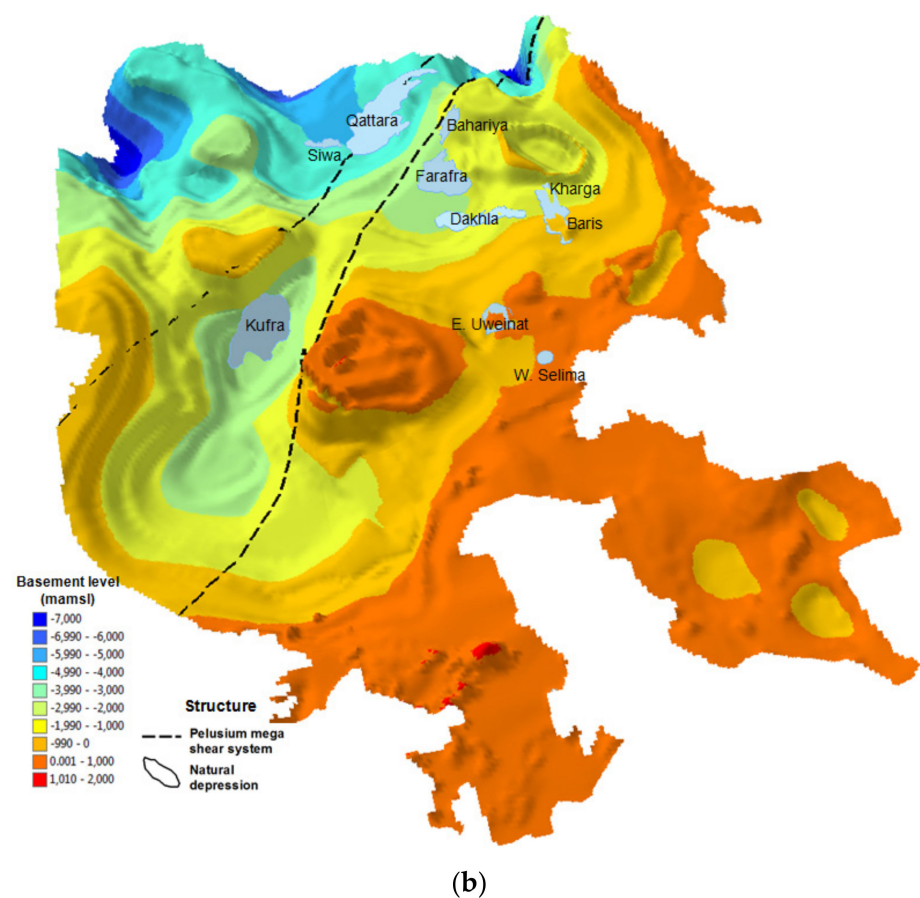 Qattara
Bahariya
Siwa
Farafra
Kharga
Dakhla
Baris
Kufra
E. Uweinat
W. Selima
Basement level
(mamsl)
-7,000
-6,990 - -6,000
-5,990 - -5,000
-4,990 - -4,000
-3,990 - -3,000
-2,990 - -2,000
-1,990 - -1,000
-990 - 0
0.001 - 1,000
1,010 - 2,000
Structure
Pelusium mega
shear system
Natural
depression
(b)